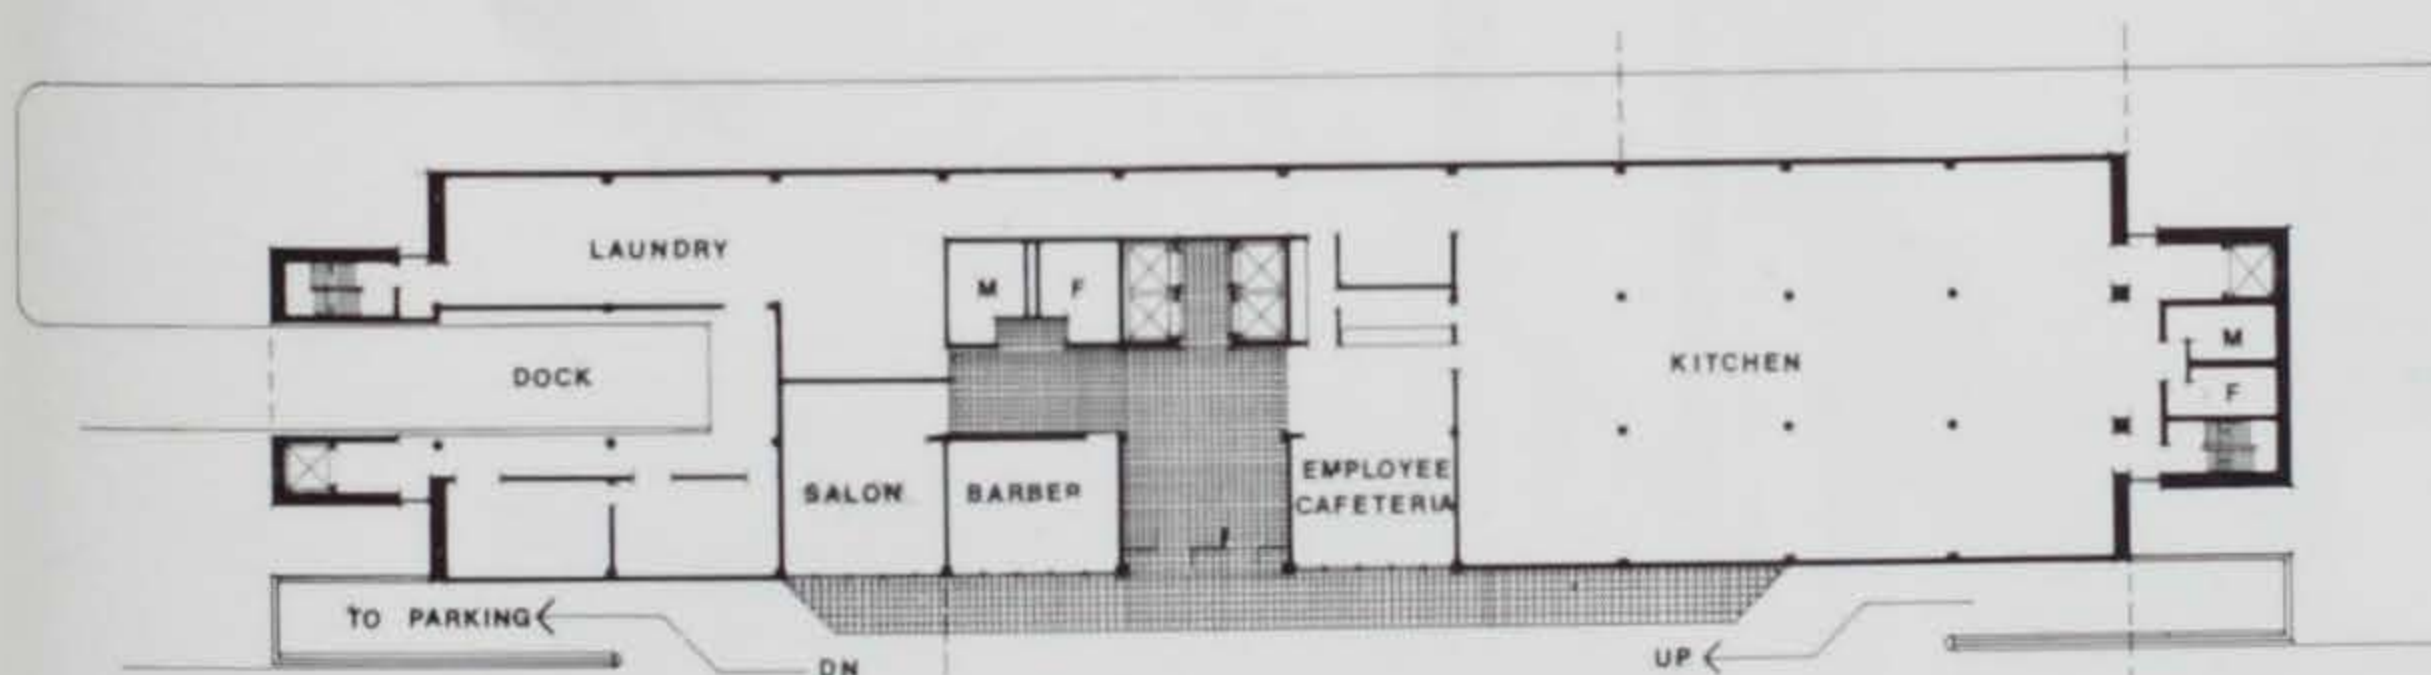 LAUNDRY
M
F
DOCK
KITCHEN
M
F
SALON
BARBER
EMPLOYEE
CAFETERIA
TO PARKING
DN
UP